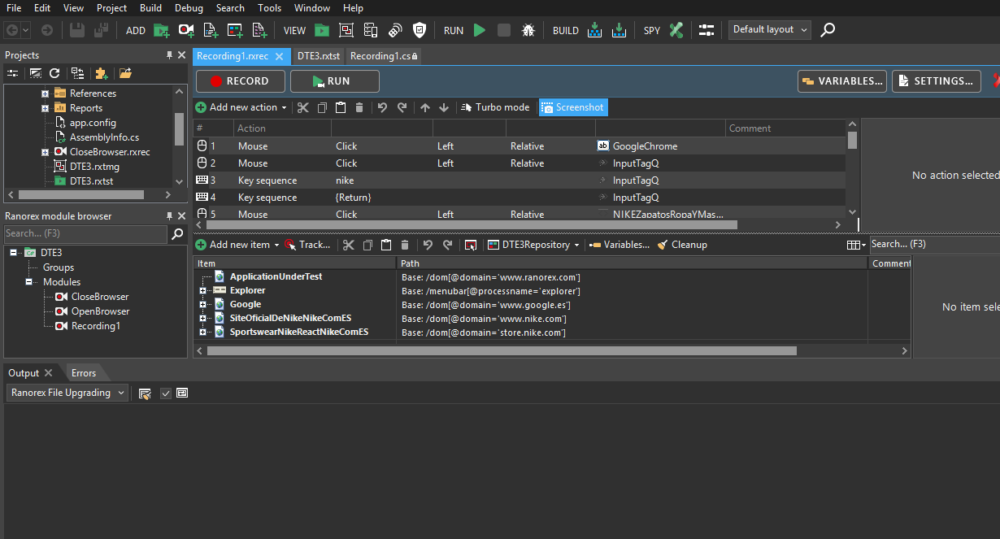 File Edit View Project Build Debug Search Tools Window Help
ADD VIEW RUN BUILD SPY Default layout
Projects
Recording1.rxrec DTE3.rxtst Recording1.cs
RECORD RUN VARIABLES... SETTINGS...
References
Reports
app.config
AssemblyInfo.cs
CloseBrowser.rxrec
DTE3.rxtmg
DTE3.rxtst
Add new action Turbo mode Screenshot
# Action Comment
1 Mouse Click Left Relative ab GoogleChrome
2 Mouse Click Left Relative InputTagQ
3 Key sequence nike InputTagQ
4 Key sequence {Return} InputTagQ
5 Mouse Click Left Relative NIKEZapatosRopaYMas...
No action selected
Ranorex module browser
Search... (F3)
DTE3
Groups
Modules
CloseBrowser
OpenBrowser
Recording1
Add new item Track... DTE3Repository Variables... Cleanup Search... (F3)
Item Path Comment
ApplicationUnderTest Base: /dom[@domain='www.ranorex.com']
Explorer Base: /menubar[@processname='explorer']
Google Base: /dom[@domain='www.google.es']
SiteOficialDeNikeNikeComES Base: /dom[@domain='www.nike.com']
SportswearNikeReactNikeComES Base: /dom[@domain='store.nike.com']
No item sele
Output Errors
Ranorex File Upgrading